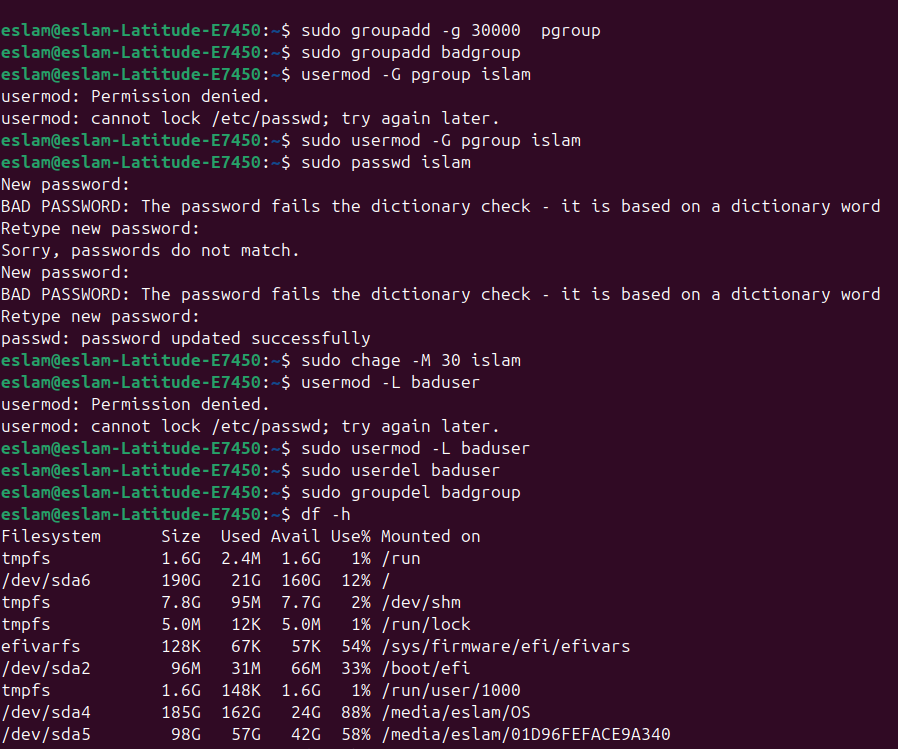 eslam@eslam-Latitude-E7450:~$ sudo groupadd -g 30000  pgroup
eslam@eslam-Latitude-E7450:~$ sudo groupadd badgroup
eslam@eslam-Latitude-E7450:~$ usermod -G pgroup islam
usermod: Permission denied.
usermod: cannot lock /etc/passwd; try again later.
eslam@eslam-Latitude-E7450:~$ sudo usermod -G pgroup islam
eslam@eslam-Latitude-E7450:~$ sudo passwd islam
New password:
BAD PASSWORD: The password fails the dictionary check - it is based on a dictionary word
Retype new password:
Sorry, passwords do not match.
New password:
BAD PASSWORD: The password fails the dictionary check - it is based on a dictionary word
Retype new password:
passwd: password updated successfully
eslam@eslam-Latitude-E7450:~$ sudo chage -M 30 islam
eslam@eslam-Latitude-E7450:~$ usermod -L baduser
usermod: Permission denied.
usermod: cannot lock /etc/passwd; try again later.
eslam@eslam-Latitude-E7450:~$ sudo usermod -L baduser
eslam@eslam-Latitude-E7450:~$ sudo userdel baduser
eslam@eslam-Latitude-E7450:~$ sudo groupdel badgroup
eslam@eslam-Latitude-E7450:~$ df -h
Filesystem      Size  Used Avail Use% Mounted on
tmpfs           1.6G  2.4M  1.6G   1% /run
/dev/sda6       190G   21G  160G  12% /
tmpfs           7.8G   95M  7.7G   2% /dev/shm
tmpfs           5.0M   12K  5.0M   1% /run/lock
efivarfs        128K   67K   57K  54% /sys/firmware/efi/efivars
/dev/sda2        96M   31M   66M  33% /boot/efi
tmpfs           1.6G  148K  1.6G   1% /run/user/1000
/dev/sda4       185G  162G   24G  88% /media/eslam/OS
/dev/sda5        98G   57G   42G  58% /media/eslam/01D96FEFACE9A340